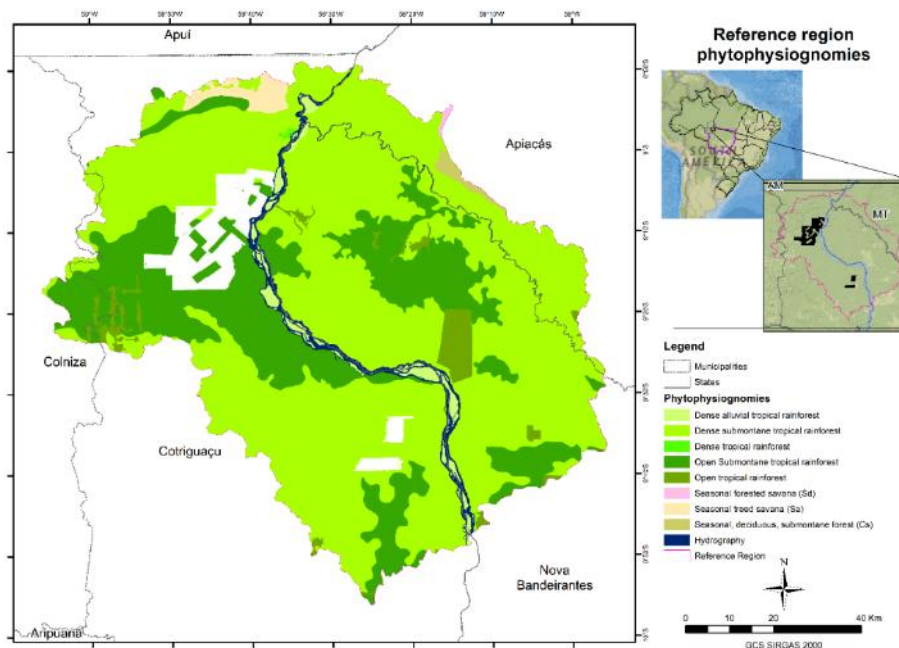 Reference region
phytophysiognomies
Apuí
Apiacás
Colniza
Cotriguaçu
Nova
Bandeirantes
Aripuanã
SOUTH
AMERICA
AM
MT
Legend
Municipalities
States
Phytophysiognomies
Dense alluvial tropical rainforest
Dense submontane tropical rainforest
Dense tropical rainforest
Open Submontane tropical rainforest
Open tropical rainforest
Seasonal forested savana (Sd)
Seasonal treed savana (Sa)
Seasonal, deciduous, submontane forest (Cs)
Hydrography
Reference Region
N
0 10 20 40 Km
GCS SIRGAS 2000